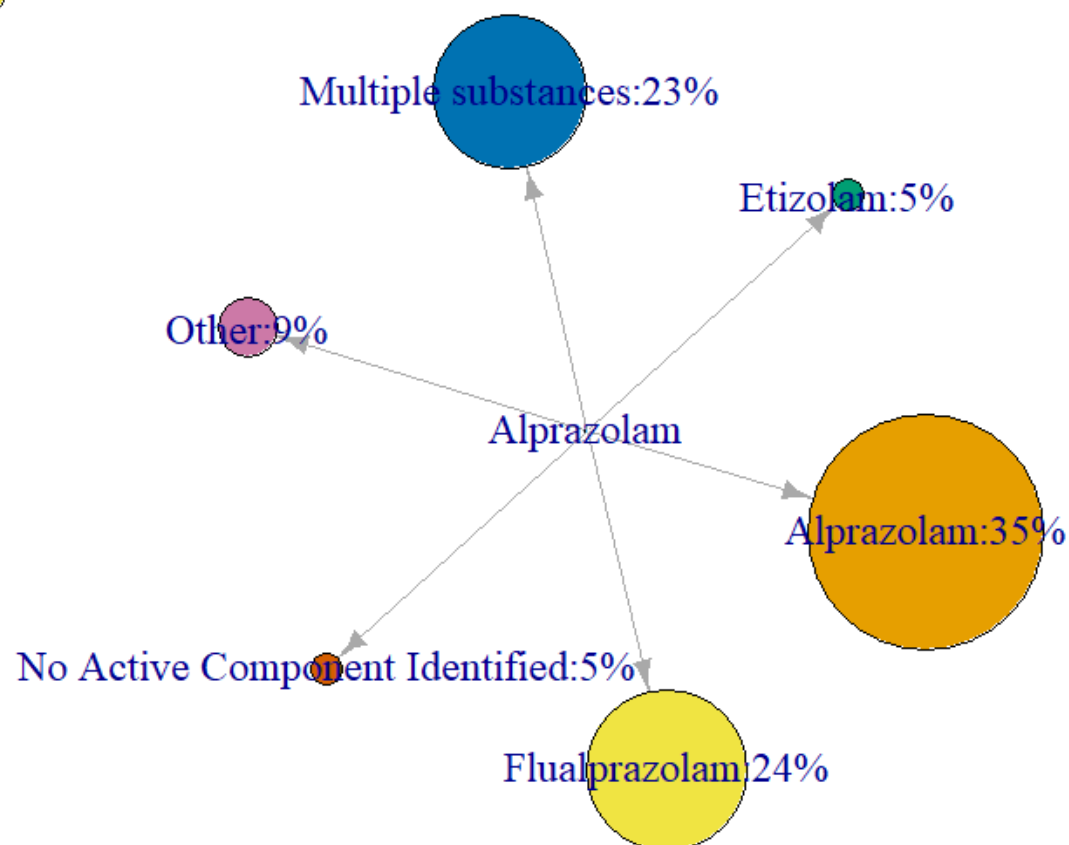 Multiple substances:23%
Etizolam:5%
Other:9%
Alprazolam
Alprazolam:35%
No Active Component Identified:5%
Flualprazolam:24%